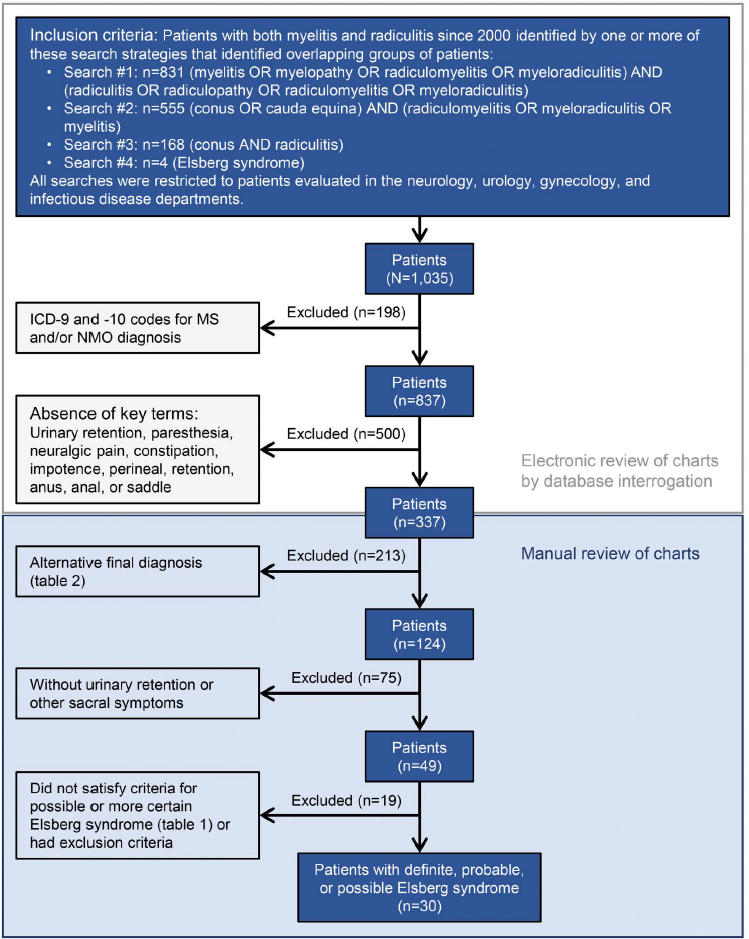 Inclusion criteria: Patients with both myelitis and radiculitis since 2000 identified by one or more of
these search strategies that identified overlapping groups of patients:
• Search #1: n=831 (myelitis OR myelopathy OR radiculomyelitis OR myeloradiculitis) AND
(radiculitis OR radiculopathy OR radiculomyelitis OR myeloradiculitis)
• Search #2: n=555 (conus OR cauda equina) AND (radiculomyelitis OR myeloradiculitis OR
myelitis)
• Search #3: n=168 (conus AND radiculitis)
• Search #4: n=4 (Elsberg syndrome)
All searches were restricted to patients evaluated in the neurology, urology, gynecology, and
infectious disease departments.
Patients
(N=1,035)
Excluded (n=198)
ICD-9 and -10 codes for MS
and/or NMO diagnosis
Patients
(n=837)
Absence of key terms:
Urinary retention, paresthesia,
neuralgic pain, constipation,
impotence, perineal, retention,
anus, anal, or saddle
Excluded (n=500)
Electronic review of charts
by database interrogation
Patients
(n=337)
Manual review of charts
Excluded (n=213)
Alternative final diagnosis
(table 2)
Patients
(n=124)
Excluded (n=75)
Without urinary retention or
other sacral symptoms
Patients
(n=49)
Did not satisfy criteria for
possible or more certain
Elsberg syndrome (table 1) or
had exclusion criteria
Excluded (n=19)
Patients with definite, probable,
or possible Elsberg syndrome
(n=30)